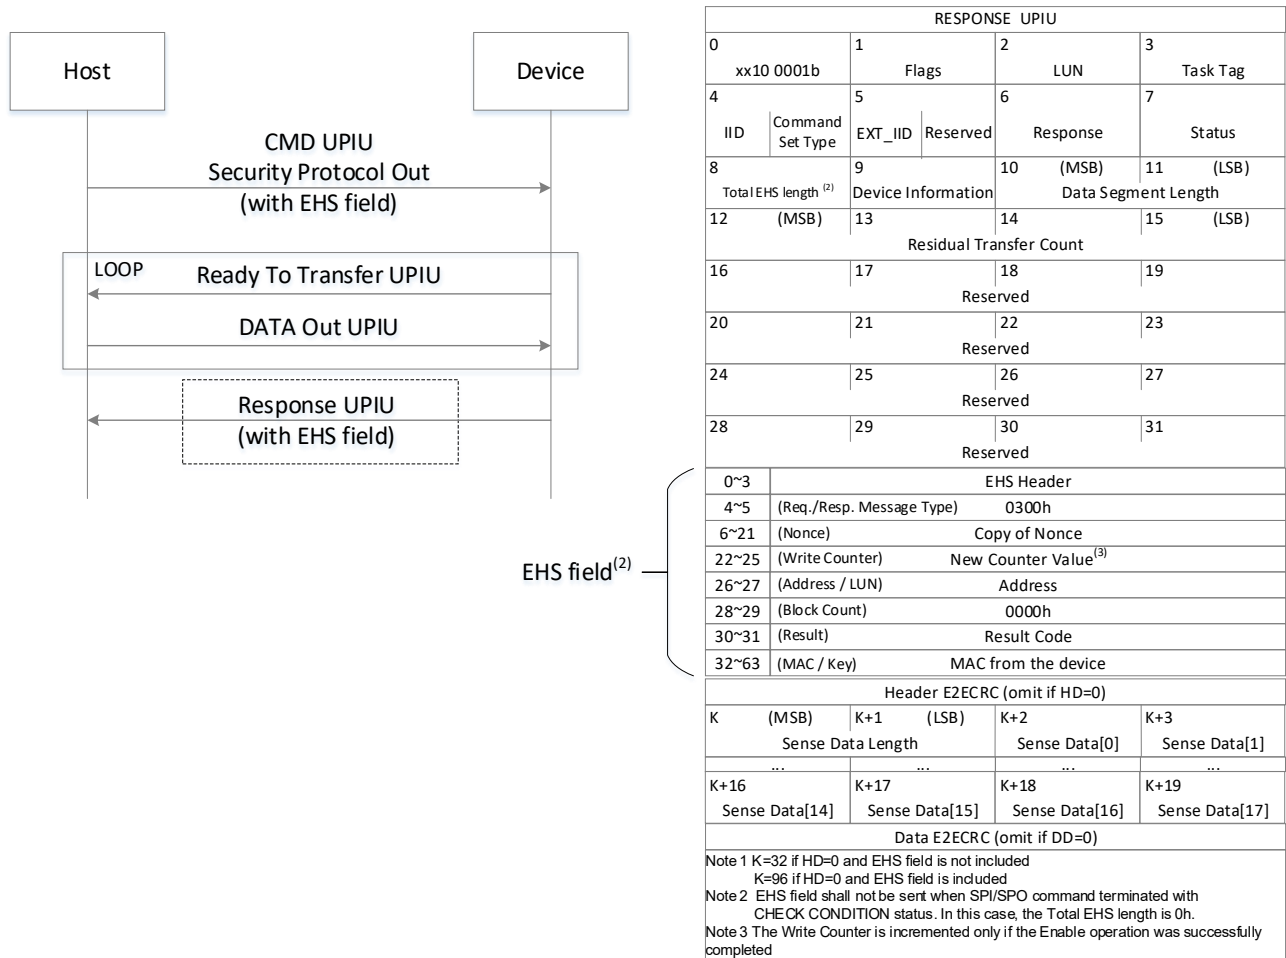 Host
Device
CMD UPIU
Security Protocol Out
(with EHS field)
LOOP
Ready To Transfer UPIU
DATA Out UPIU
Response UPIU
(with EHS field)
EHS field(2)
RESPONSE UPIU
0 1 2 3
xx10 0001b Flags LUN Task Tag
4 5 6 7
IID Command Set Type EXT_IID Reserved Response Status
8 9 10 (MSB) 11 (LSB)
Total EHS length (2) Device Information Data Segment Length
12 (MSB) 13 14 15 (LSB)
Residual Transfer Count
16 17 18 19
Reserved
20 21 22 23
Reserved
24 25 26 27
Reserved
28 29 30 31
Reserved
0~3 EHS Header
4~5 (Req./Resp. Message Type) 0300h
6~21 (Nonce) Copy of Nonce
22~25 (Write Counter) New Counter Value(3)
26~27 (Address / LUN) Address
28~29 (Block Count) 0000h
30~31 (Result) Result Code
32~63 (MAC / Key) MAC from the device
Header E2ECRC (omit if HD=0)
K (MSB) K+1 (LSB) K+2 K+3
Sense Data Length Sense Data[0] Sense Data[1]
... ... ... ...
K+16 K+17 K+18 K+19
Sense Data[14] Sense Data[15] Sense Data[16] Sense Data[17]
Data E2ECRC (omit if DD=0)
Note 1 K=32 if HD=0 and EHS field is not included
K=96 if HD=0 and EHS field is included
Note 2 EHS field shall not be sent when SPI/SPO command terminated with
CHECK CONDITION status. In this case, the Total EHS length is 0h.
Note 3 The Write Counter is incremented only if the Enable operation was successfully
completed